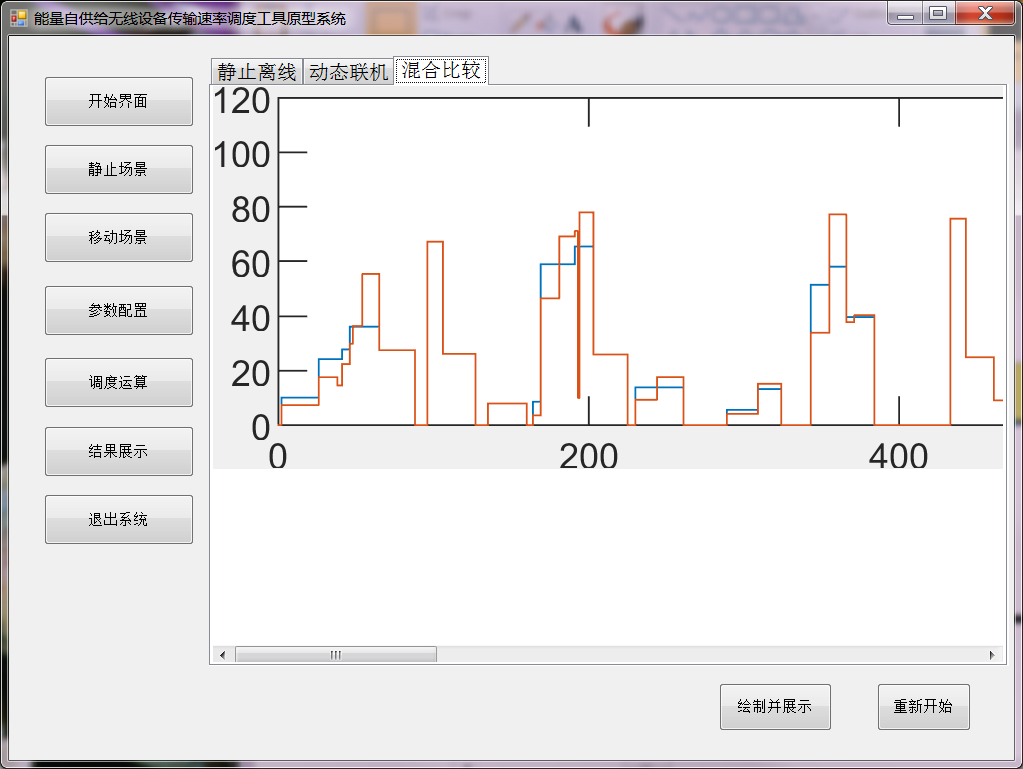 能量自供给无线设备传输速率调度工具原型系统
静止离线 动态联机 混合比较
开始界面
静止场景
移动场景
参数配置
调度运算
结果展示
退出系统
120
100
80
60
40
20
0
0 200 400
绘制并展示 重新开始